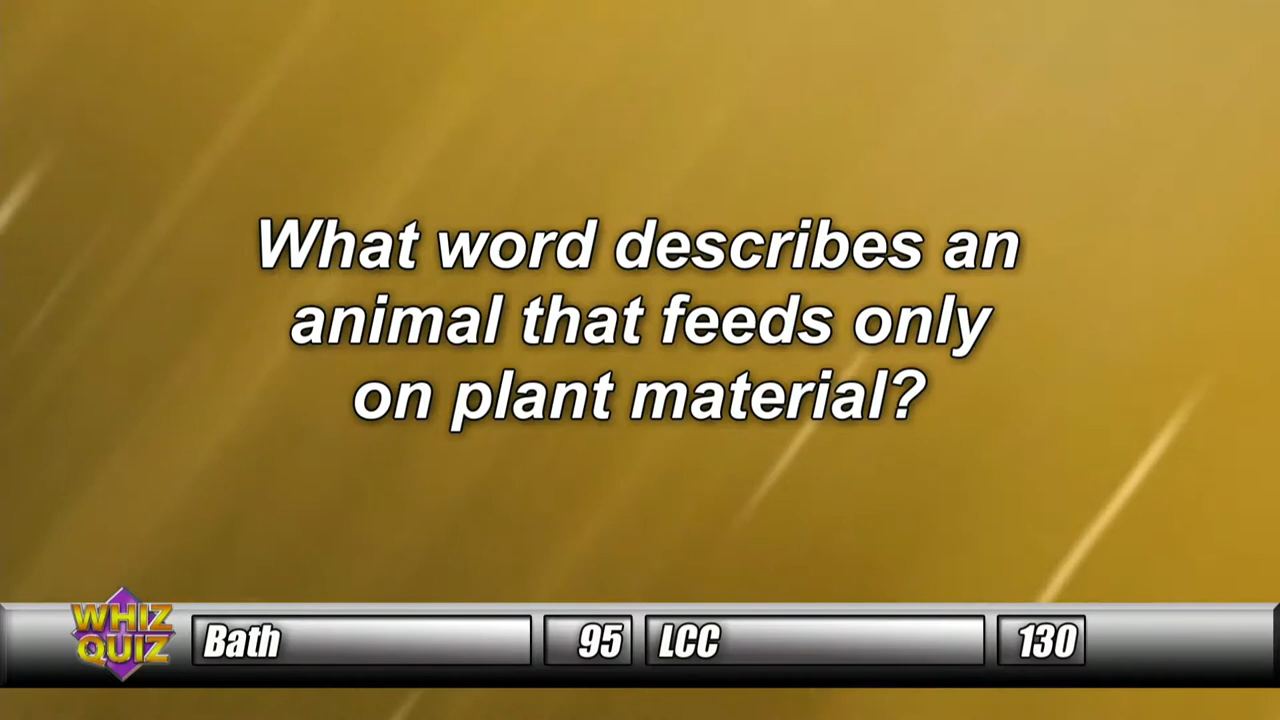 What word describes an
animal that feeds only
on plant material?
WHIZ
QUIZ
Bath 95 LCC 130